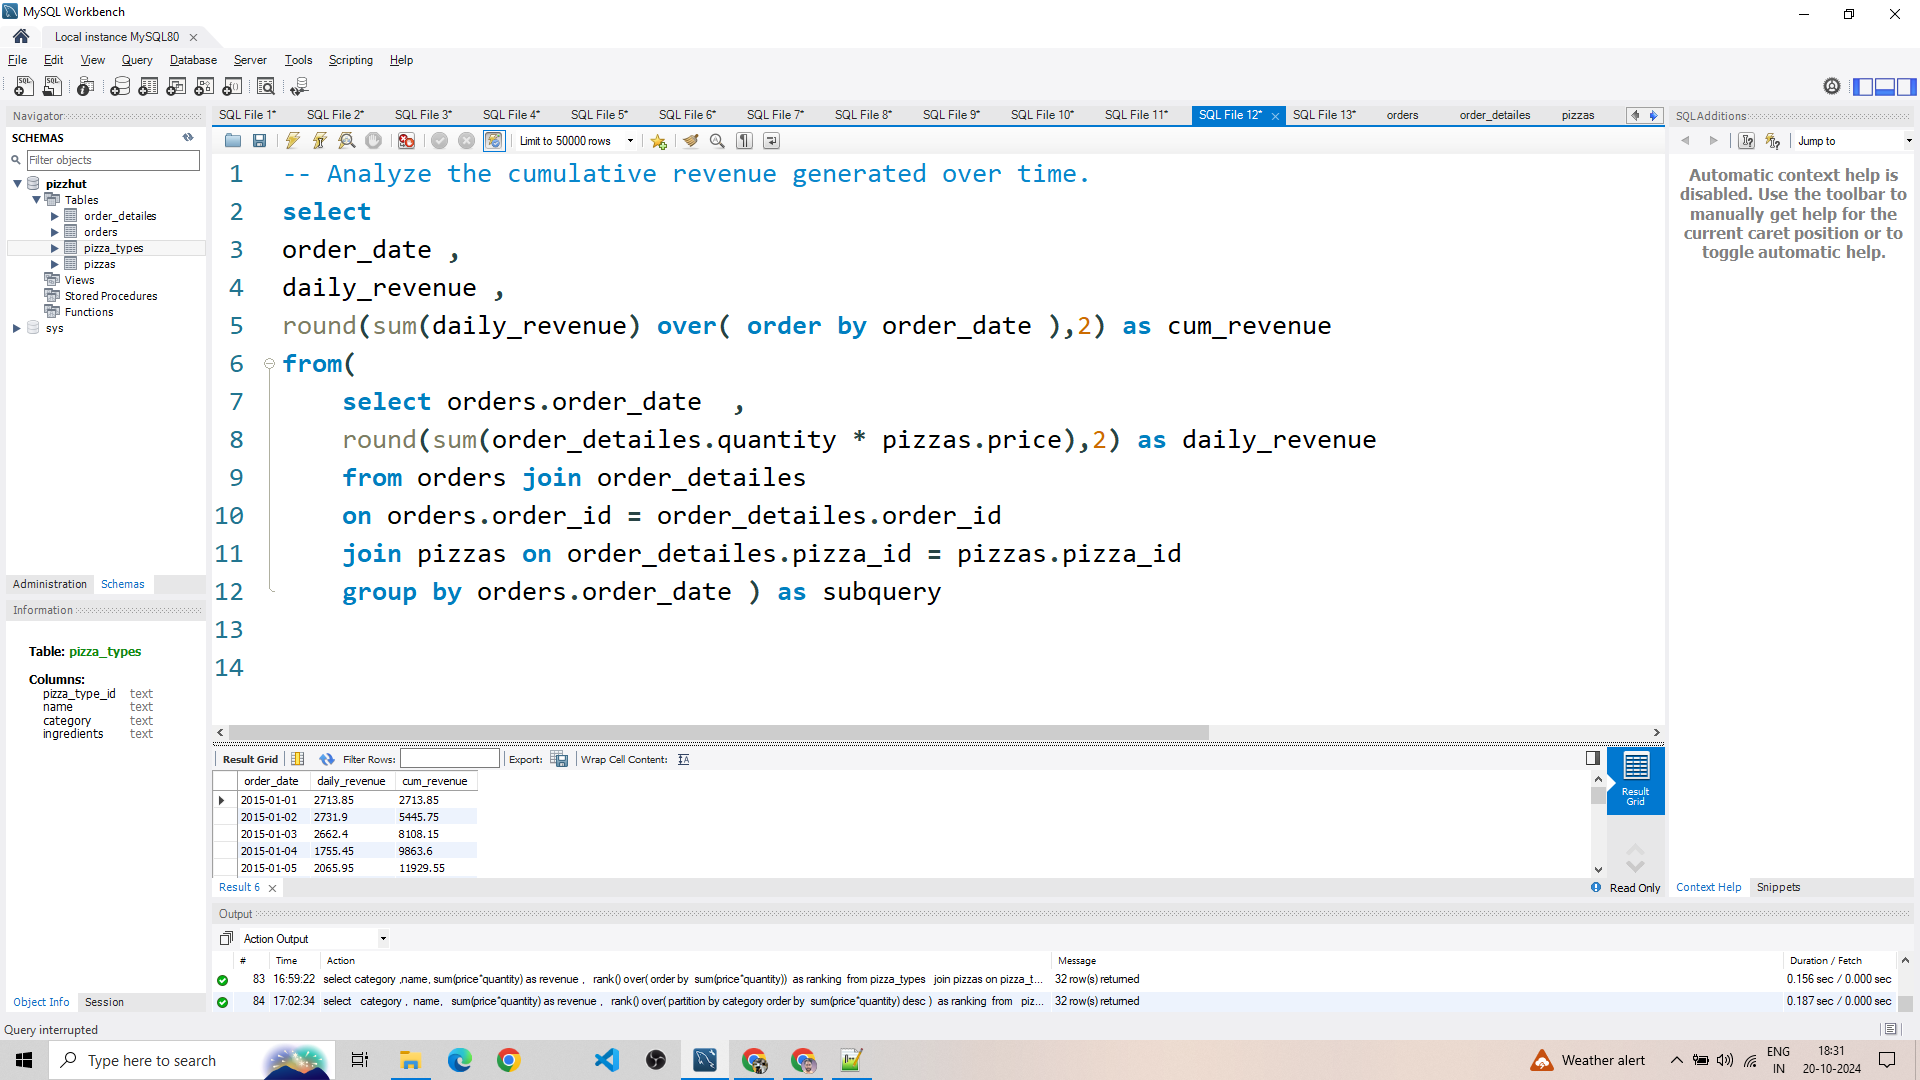 MySQL Workbench
Local instance MySQL80
File Edit View Query Database Server Tools Scripting Help
Navigator
SCHEMAS
Filter objects
pizzhut
Tables
order_detailes
orders
pizza_types
pizzas
Views
Stored Procedures
Functions
sys
Administration Schemas
Information
Table: pizza_types
Columns:
pizza_type_id text
name text
category text
ingredients text
Object Info Session
Query interrupted
SQL File 1* SQL File 2* SQL File 3* SQL File 4* SQL File 5* SQL File 6* SQL File 7* SQL File 8* SQL File 9* SQL File 10* SQL File 11* SQL File 12* SQL File 13* orders order_detailes pizzas
Limit to 50000 rows
1 -- Analyze the cumulative revenue generated over time.
2 select
3 order_date ,
4 daily_revenue ,
5 round(sum(daily_revenue) over( order by order_date ),2) as cum_revenue
6 from(
7 select orders.order_date ,
8 round(sum(order_detailes.quantity * pizzas.price),2) as daily_revenue
9 from orders join order_detailes
10 on orders.order_id = order_detailes.order_id
11 join pizzas on order_detailes.pizza_id = pizzas.pizza_id
12 group by orders.order_date ) as subquery
13
14
Result Grid Filter Rows: Export: Wrap Cell Content:
order_date daily_revenue cum_revenue
2015-01-01 2713.85 2713.85
2015-01-02 2731.9 5445.75
2015-01-03 2662.4 8108.15
2015-01-04 1755.45 9863.6
2015-01-05 2065.95 11929.55
Result Grid
Result 6
Read Only
Output
Action Output
# Time Action Message Duration / Fetch
83 16:59:22 select category ,name, sum(price*quantity) as revenue , rank() over( order by sum(price*quantity)) as ranking from pizza_types join pizzas on pizza_t... 32 row(s) returned 0.156 sec / 0.000 sec
84 17:02:34 select category , name, sum(price*quantity) as revenue , rank() over( partition by category order by sum(price*quantity) desc ) as ranking from piz... 32 row(s) returned 0.187 sec / 0.000 sec
SQLAdditions
Jump to
Automatic context help is
disabled. Use the toolbar to
manually get help for the
current caret position or to
toggle automatic help.
Context Help Snippets
Type here to search
Weather alert
ENG
IN
18:31
20-10-2024